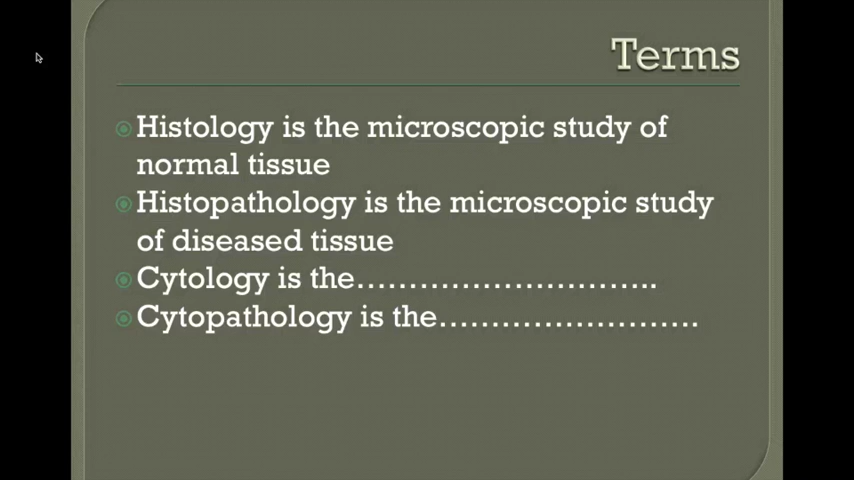 Terms
Histology is the microscopic study of
normal tissue
Histopathology is the microscopic study
of diseased tissue
Cytology is the…………………………..
Cytopathology is the…………………….